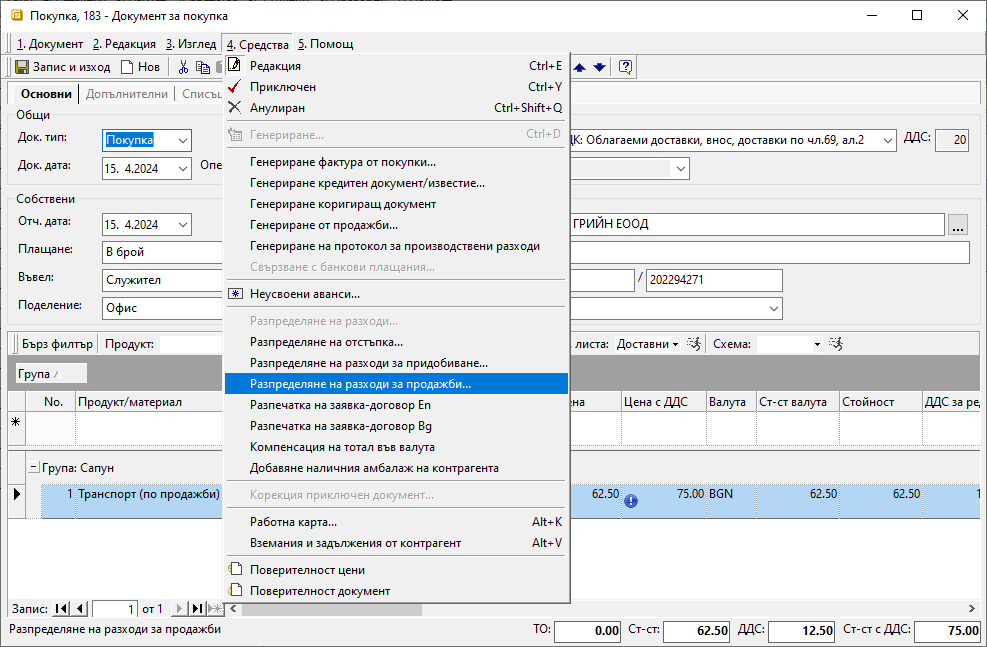 Покупка, 183 - Документ за покупка
1. Документ 2. Редакция 3. Изглед 4. Средства 5. Помощ
Запис и изход Нов
Основни Допълнителни
Общи
Док. тип: Покупка ДК: Облагаеми доставки, внос, доставки по чл.69, ал.2 ДДС: 20
Док. дата: 15. 4.2024
Собствени
Отч. дата: 15. 4.2024 ГРИЙН ЕООД ...
Плащане: В брой
Въвел: Служител / 202294271
Поделение: Офис
Бърз филтър Продукт: листа: Доставни Схема:
Група
No. Продукт/материал Цена с ДДС Валута Ст-ст валута Стойност ДДС за
Група: Сапун
1 Транспорт (по продажби) 62.50 75.00 BGN 62.50 62.50
Запис: 1 от 1
Разпределяне на разходи за продажби ТО: 0.00 Ст-ст: 62.50 ДДС: 12.50 Ст-ст с ДДС: 75.00
Редакция Ctrl+E
Приключен Ctrl+Y
Анулиран Ctrl+Shift+Q
Генериране... Ctrl+D
Генериране фактура от покупки...
Генериране кредитен документ/известие...
Генериране коригиращ документ
Генериране от продажби...
Генериране на протокол за производствени разходи
Свързване с банкови плащания...
Неусвоени аванси...
Разпределяне на разходи...
Разпределяне на отстъпка...
Разпределяне на разходи за придобиване...
Разпределяне на разходи за продажби...
Разпечатка на заявка-договор En
Разпечатка на заявка-договор Bg
Компенсация на тотал във валута
Добавяне наличния амбалаж на контрагента
Корекция приключен документ...
Работна карта... Alt+K
Вземания и задължения от контрагент Alt+V
Поверителност цени
Поверителност документ